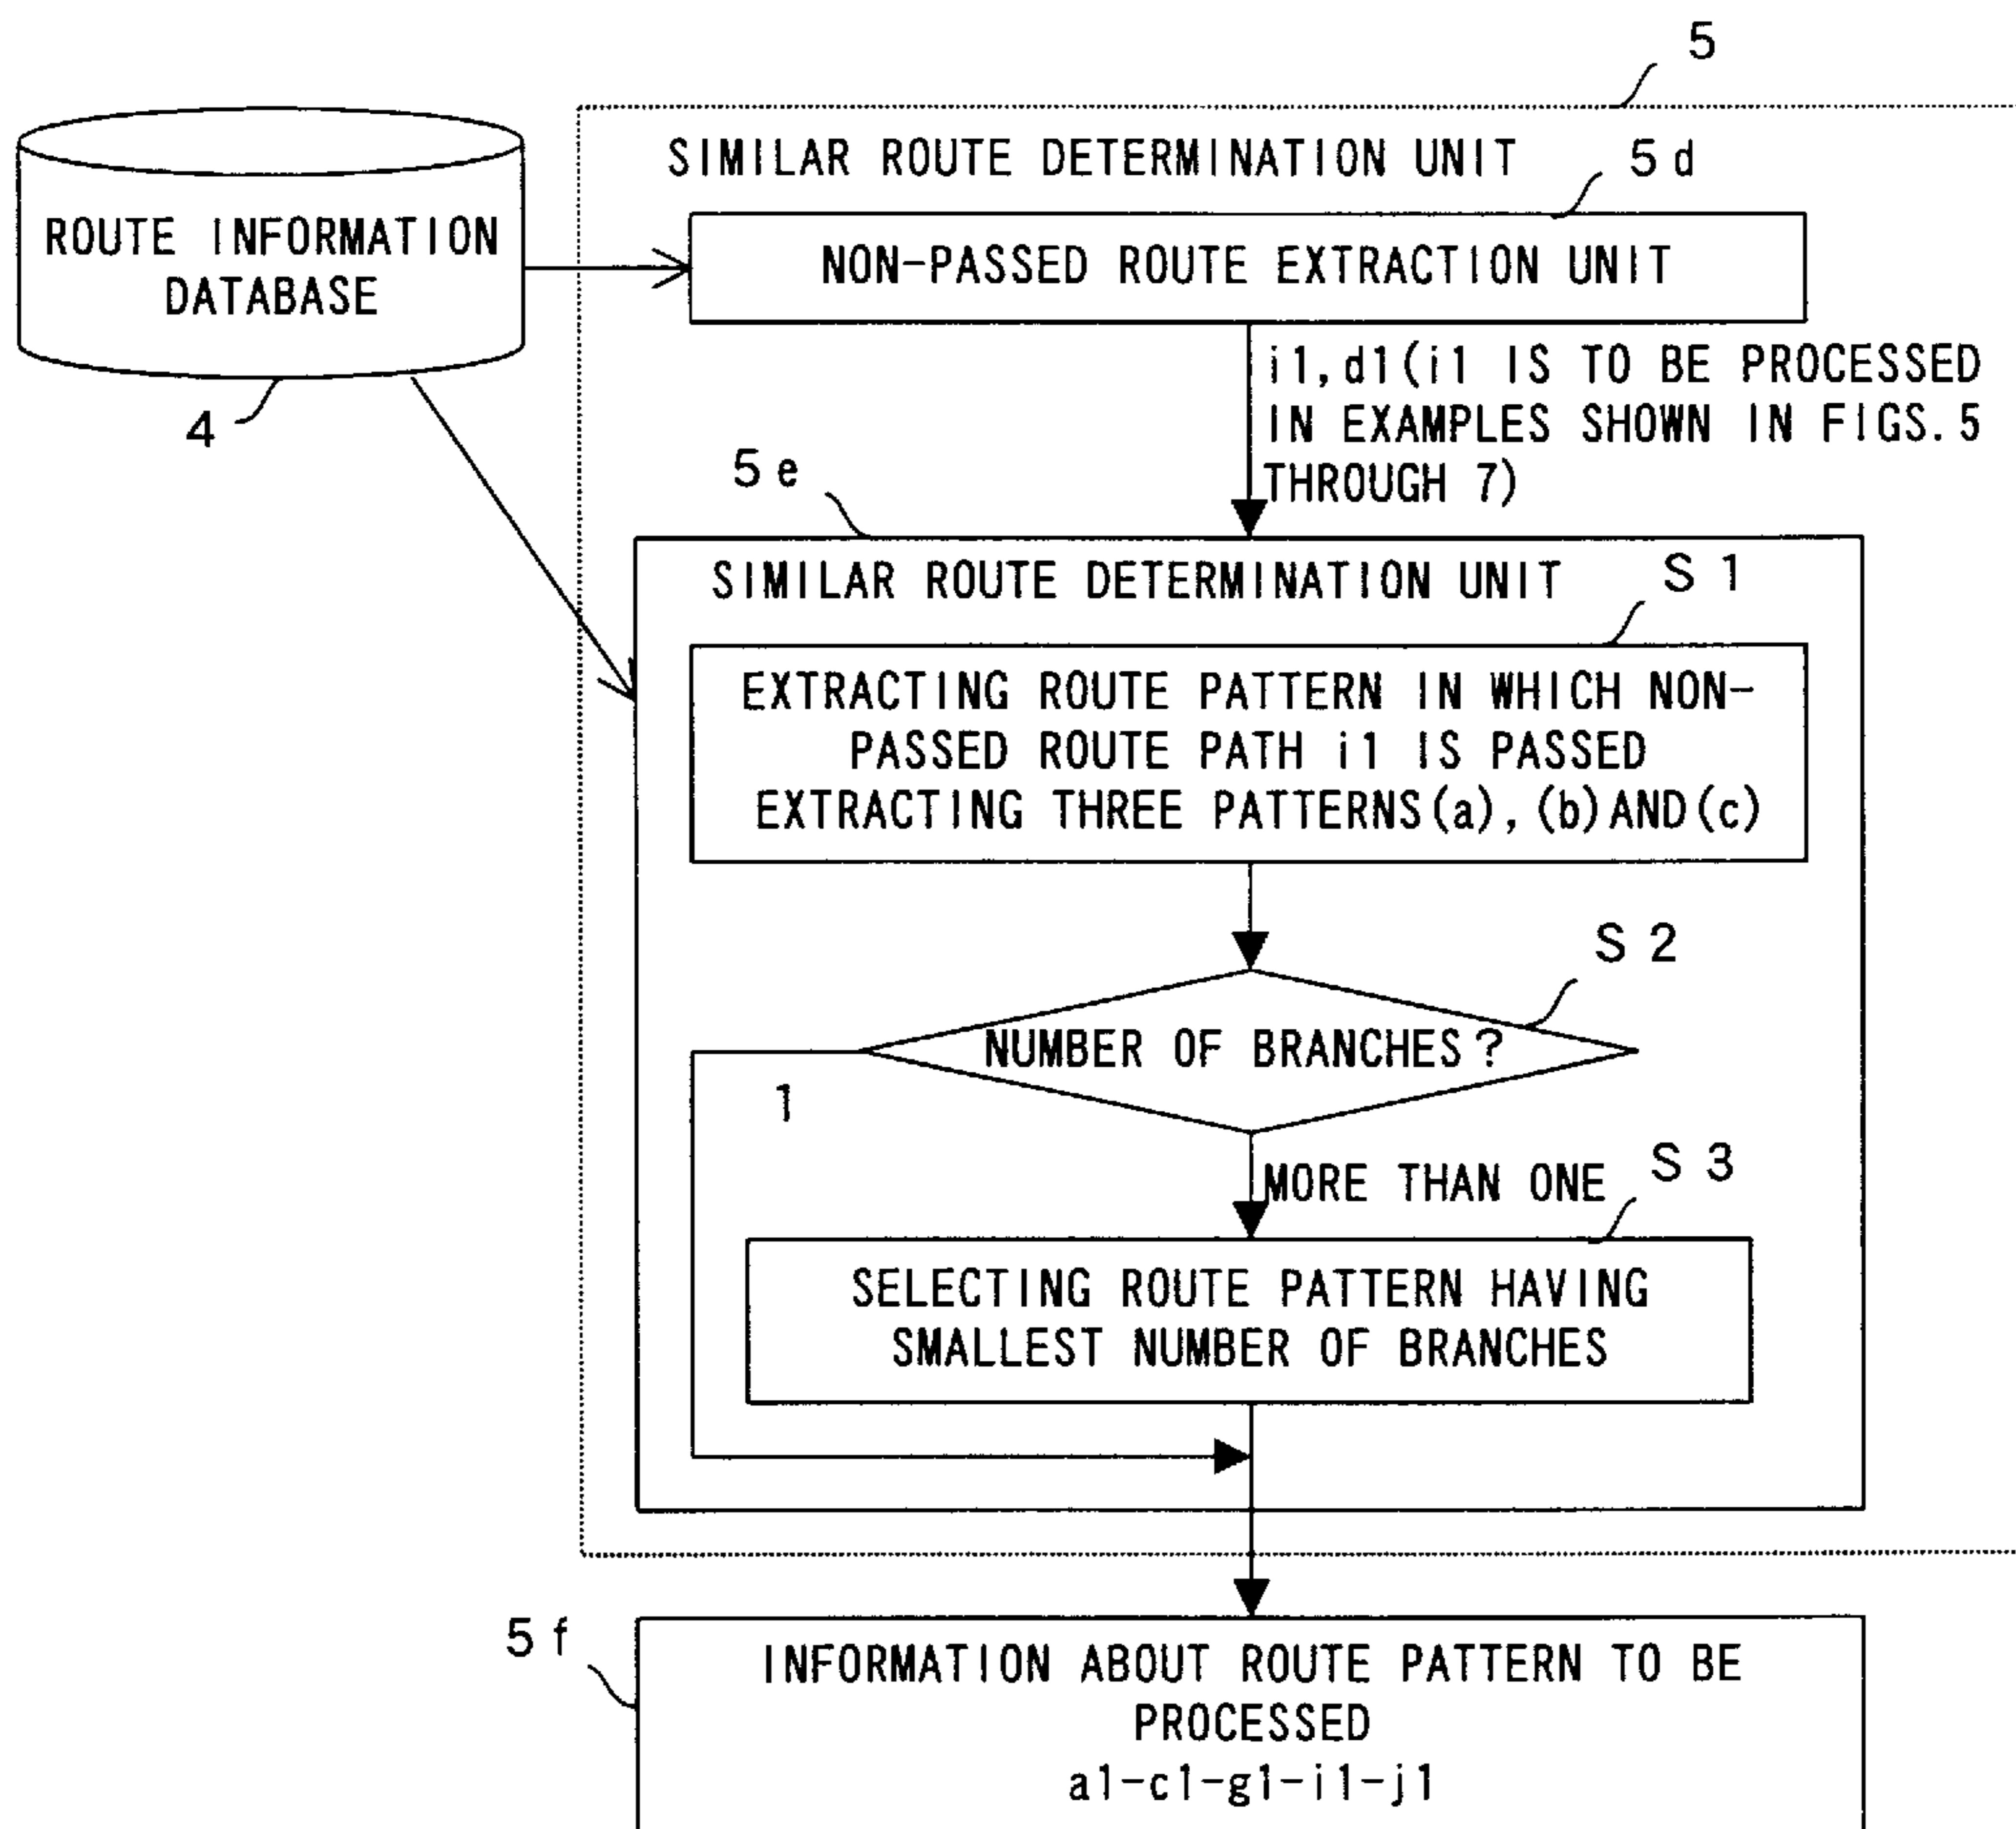 5
SIMILAR ROUTE DETERMINATION UNIT
5d
ROUTE INFORMATION
DATABASE
NON-PASSED ROUTE EXTRACTION UNIT
4
i1,d1(i1 IS TO BE PROCESSED
IN EXAMPLES SHOWN IN FIGS.5
THROUGH 7)
5e
SIMILAR ROUTE DETERMINATION UNIT
S1
EXTRACTING ROUTE PATTERN IN WHICH NON-
PASSED ROUTE PATH i1 IS PASSED
EXTRACTING THREE PATTERNS(a),(b)AND(c)
S2
NUMBER OF BRANCHES?
1
MORE THAN ONE
S3
SELECTING ROUTE PATTERN HAVING
SMALLEST NUMBER OF BRANCHES
5f
INFORMATION ABOUT ROUTE PATTERN TO BE
PROCESSED
a1-c1-g1-i1-j1